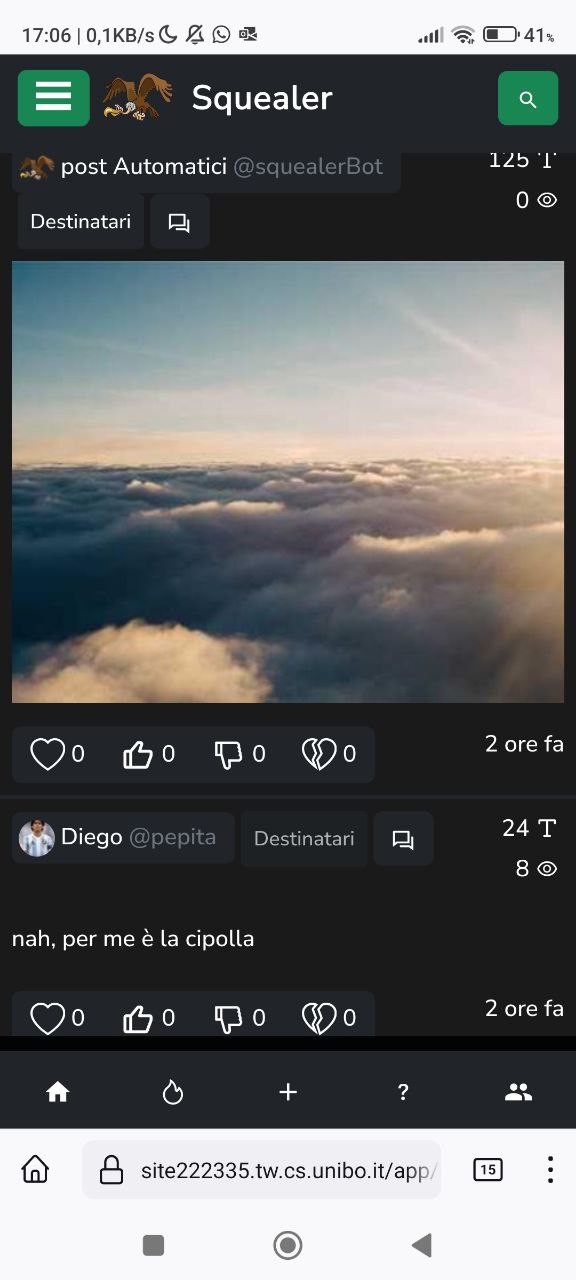 17:06 | 0,1KB/s 41%
Squealer
post Automatici @squealerBot 125 T
0
Destinatari
0 0 0 0 2 ore fa
Diego @pepita Destinatari 24 T
8
nah, per me è la cipolla
0 0 0 0 2 ore fa
+ ?
site222335.tw.cs.unibo.it/app/ 15